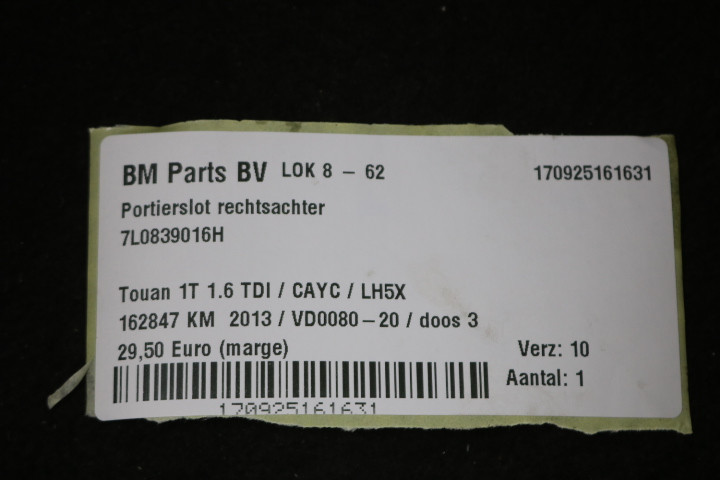 BM Parts BV LOK 8 – 62 170925161631
Portierslot rechtsachter
7L0839016H
Touan 1T 1.6 TDI / CAYC / LH5X
162847 KM 2013 / VD0080–20 / doos 3
29,50 Euro (marge) Verz: 10
Aantal: 1
170925161631